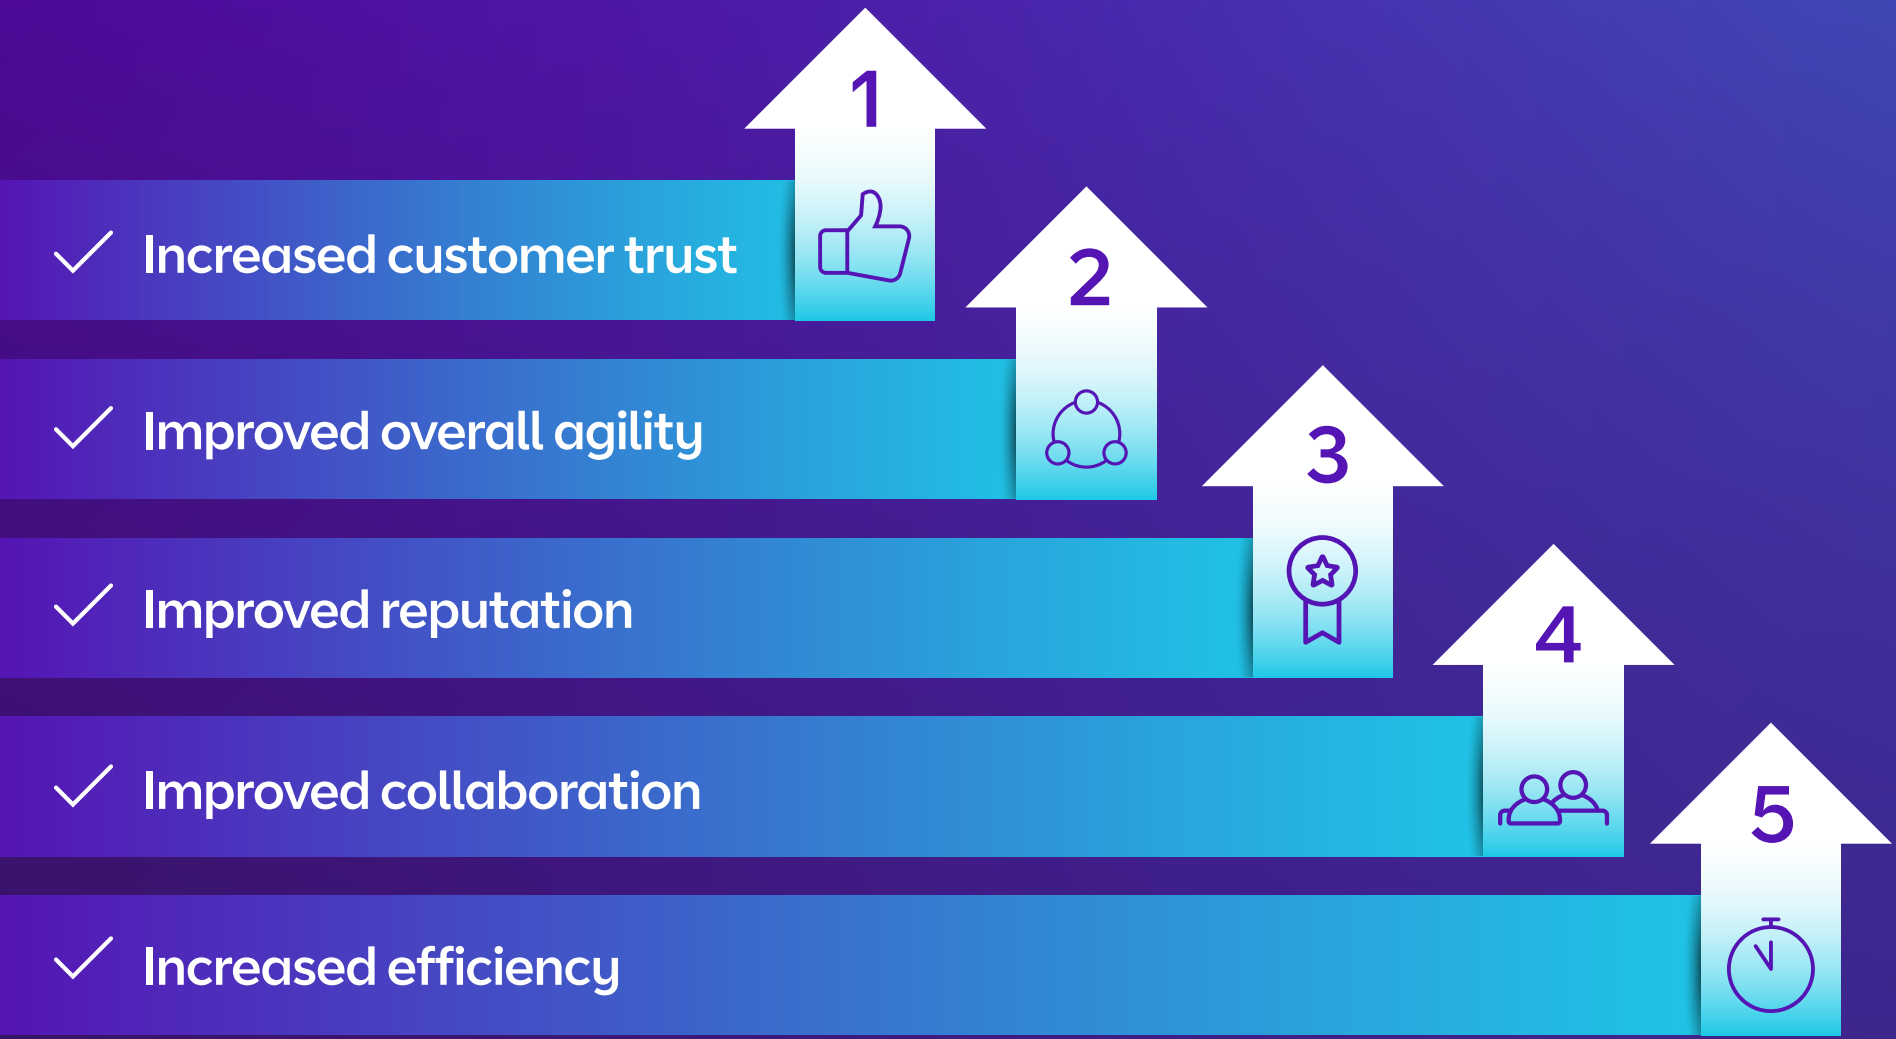 1
Increased customer trust
2
Improved overall agility
3
Improved reputation
4
Improved collaboration
5
Increased efficiency